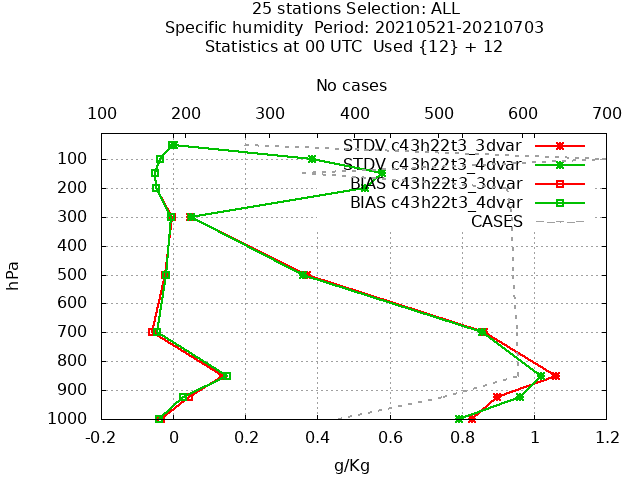 25 stations Selection: ALL
Specific humidity  Period: 20210521-20210703
Statistics at 00 UTC  Used {12} + 12
No cases
100 200 300 400 500 600 700
STDV c43h22t3_3dvar
STDV c43h22t3_4dvar
BIAS c43h22t3_3dvar
BIAS c43h22t3_4dvar
CASES
hPa
100
200
300
400
500
600
700
800
900
1000
-0.2 0 0.2 0.4 0.6 0.8 1 1.2
g/Kg